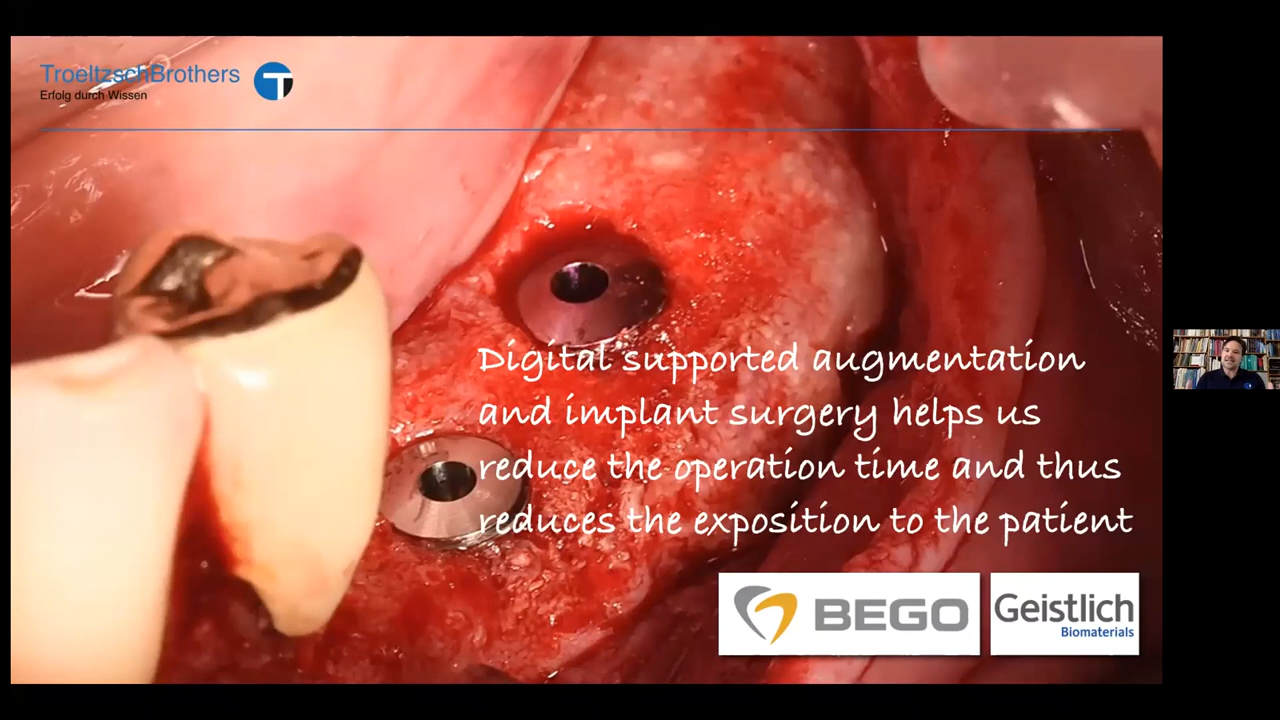 TroeltzschBrothers
T
Erfolg durch Wissen
Digital supported augmentation
and implant surgery helps us
reduce the operation time and thus
reduces the exposition to the patient
BEGO
Geistlich
Biomaterials